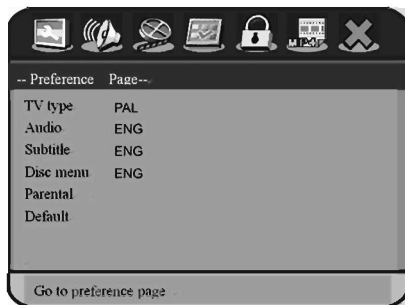 -- Preference Page--
TV type PAL
Audio ENG
Subtitle ENG
Disc menu ENG
Parental
Default
Go to preference page